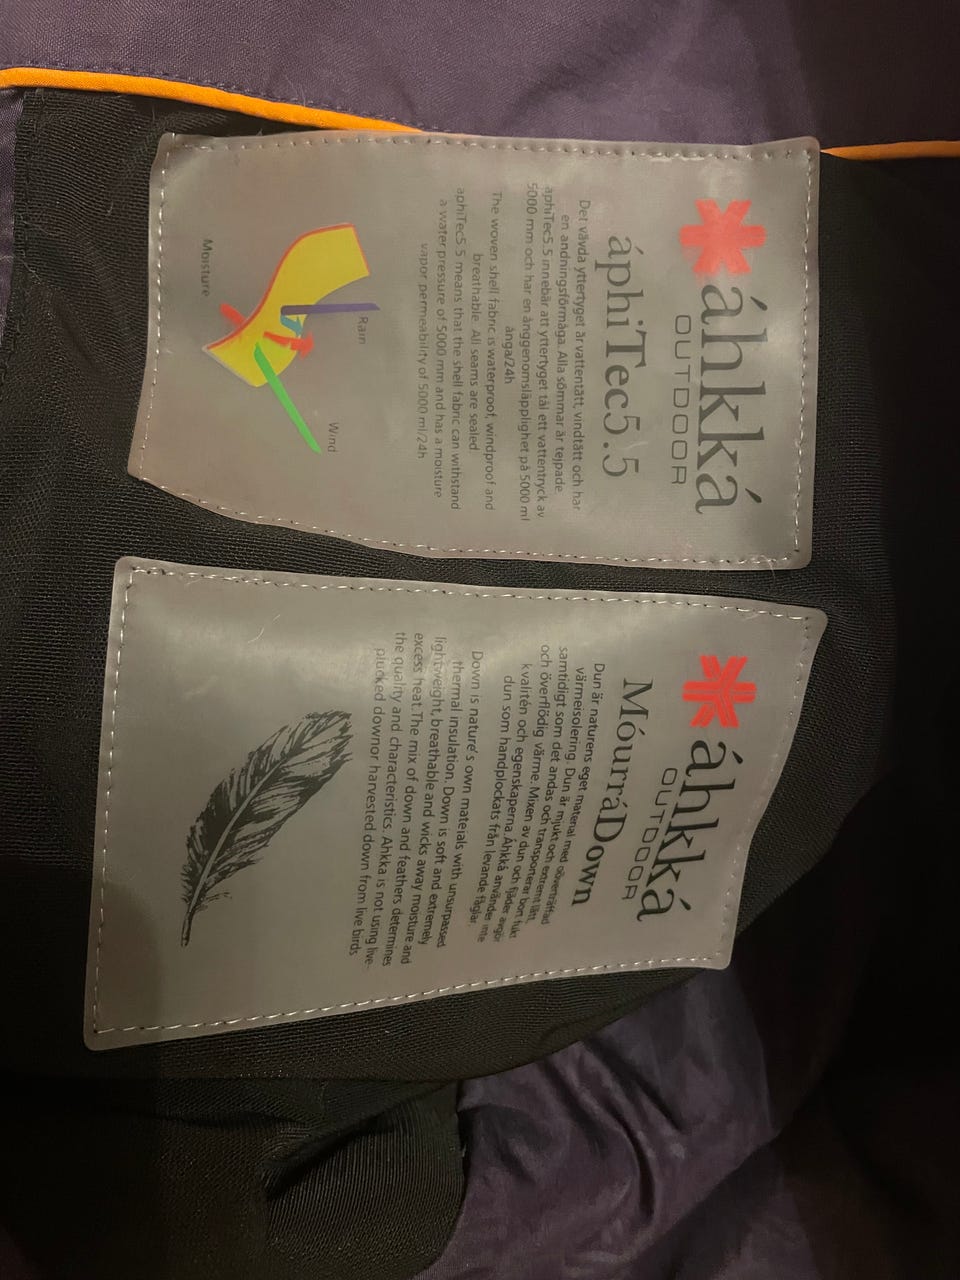 áhkká
OUTDOOR
áphiTec5.5
Det vävda yttertyget är vattentätt, vindtätt och har
en andningsförmåga. Alla sömmar är tejpade.
aphiTec5.5 innebär att yttertyget tål ett vattentryck av
5000 mm och har en ånggenomsläpplighet på 5000 ml
ånga/24h
The woven shell fabric is waterproof, windproof and
breathable. All seams are sealed.
aphiTec5.5 means that the shell fabric can withstand
a water pressure of 5000 mm and has a moisture
vapor permeability of 5000 ml/24h
Rain
Wind
Moisture
áhkká
OUTDOOR
MóurráDown
Dun är naturens eget material med oöverträffad
värmeisolering. Dun är mjukt och extremt lätt,
samtidigt som det andas och transporterar bort fukt
och överflödig värme. Mixen av dun och fjäder avgör
kvalitén och egenskaperna. Ahkká använder inte
dun som handplockats från levande fåglar.
Down is nature's own mateials with unsurpassed
thermal insulation. Down is soft and extremely
lightweight, breathable and wicks away moisture and
excess heat.The mix of down and feathers determines
the quality and characteristics. Ahkka is not using live-
plucked downor harvested down from live birds